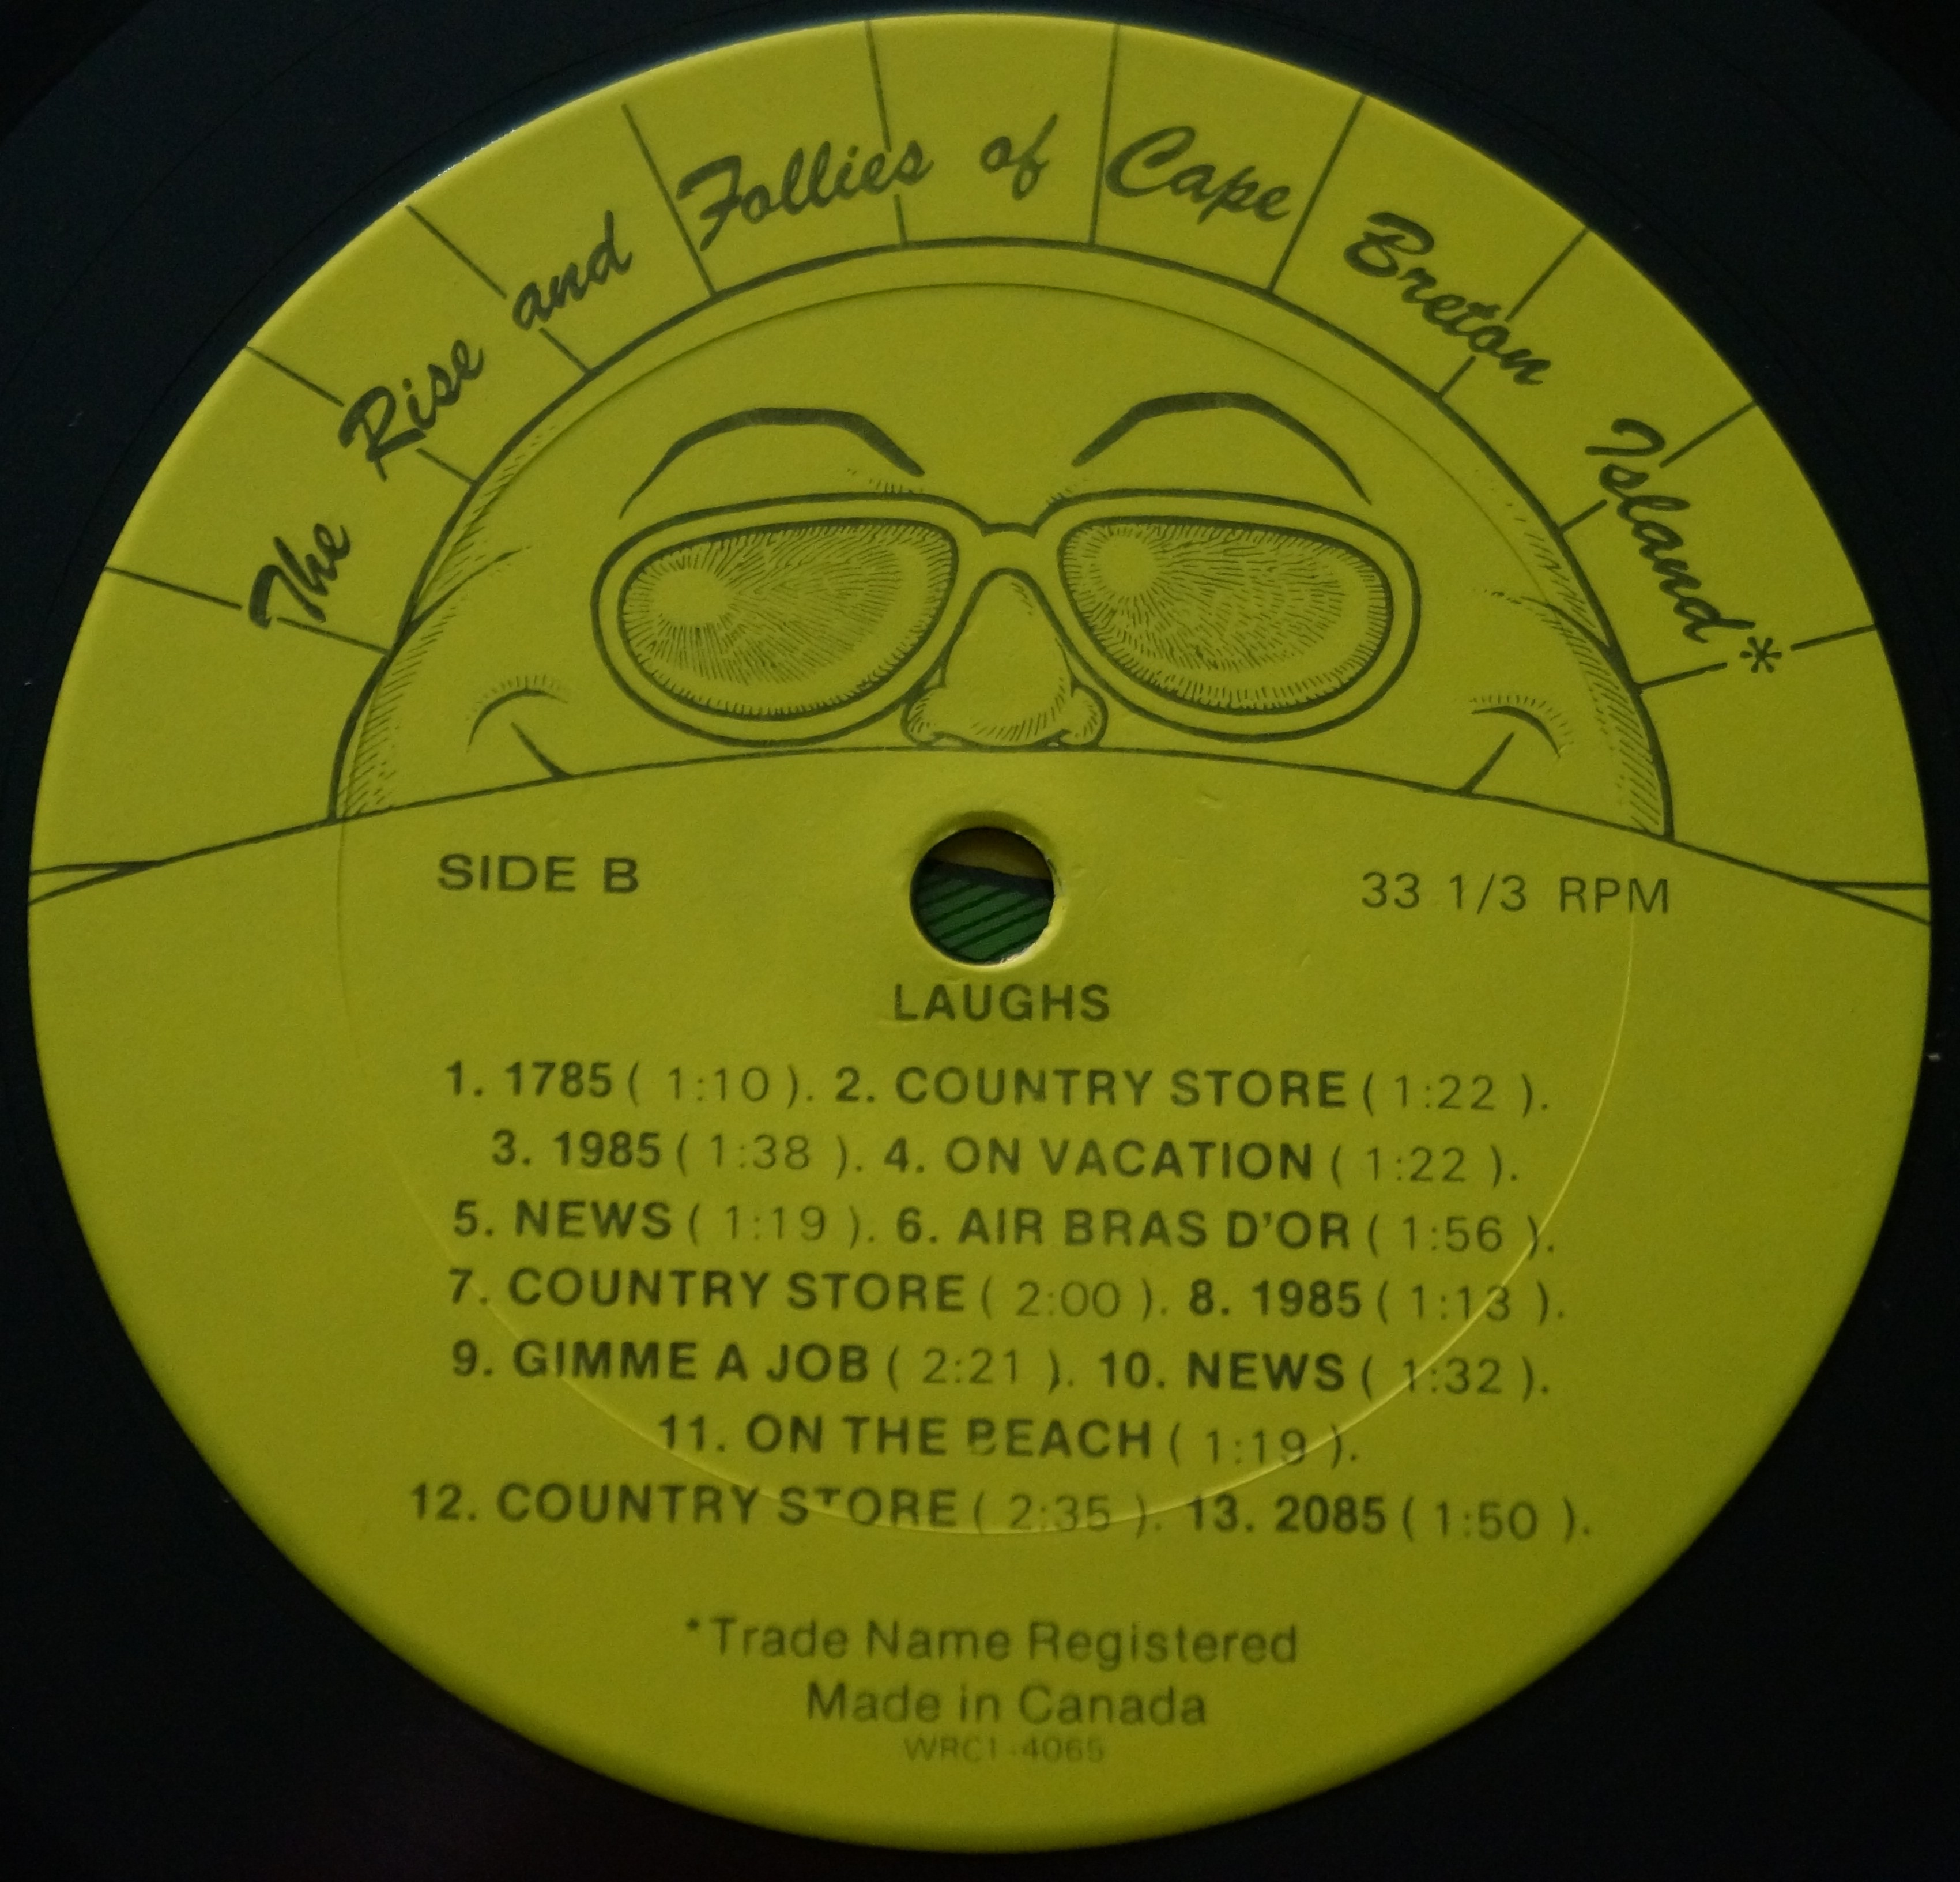 The Rise and Follies of Cape Breton Island*
SIDE B
33 1/3 RPM
LAUGHS
1. 1785 ( 1:10 ). 2. COUNTRY STORE ( 1:22 ).
3. 1985 ( 1:38 ). 4. ON VACATION ( 1:22 ).
5. NEWS ( 1:19 ). 6. AIR BRAS D'OR ( 1:56 ).
7. COUNTRY STORE ( 2:00 ). 8. 1985 ( 1:13 ).
9. GIMME A JOB ( 2:21 ). 10. NEWS ( 1:32 ).
11. ON THE BEACH ( 1:19 ).
12. COUNTRY STORE ( 2:35 ). 13. 2085 ( 1:50 ).
*Trade Name Registered
Made in Canada
WRC1-4065